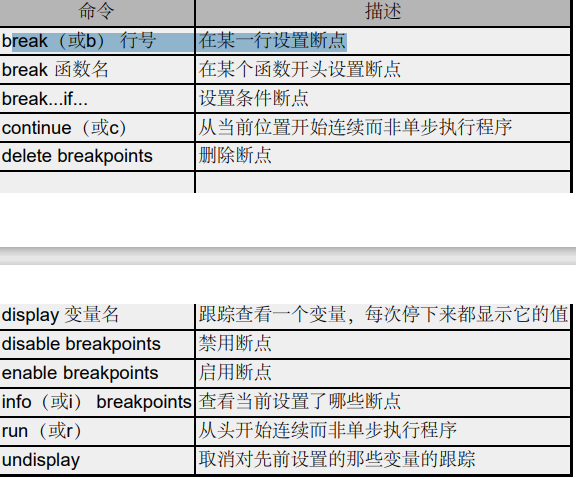 命令 描述
break（或b） 行号 在某一行设置断点
break 函数名 在某个函数开头设置断点
break...if... 设置条件断点
continue（或c） 从当前位置开始连续而非单步执行程序
delete breakpoints 删除断点
display 变量名 跟踪查看一个变量，每次停下来都显示它的值
disable breakpoints 禁用断点
enable breakpoints 启用断点
info（或i） breakpoints 查看当前设置了哪些断点
run（或r） 从头开始连续而非单步执行程序
undisplay 取消对先前设置的那些变量的跟踪